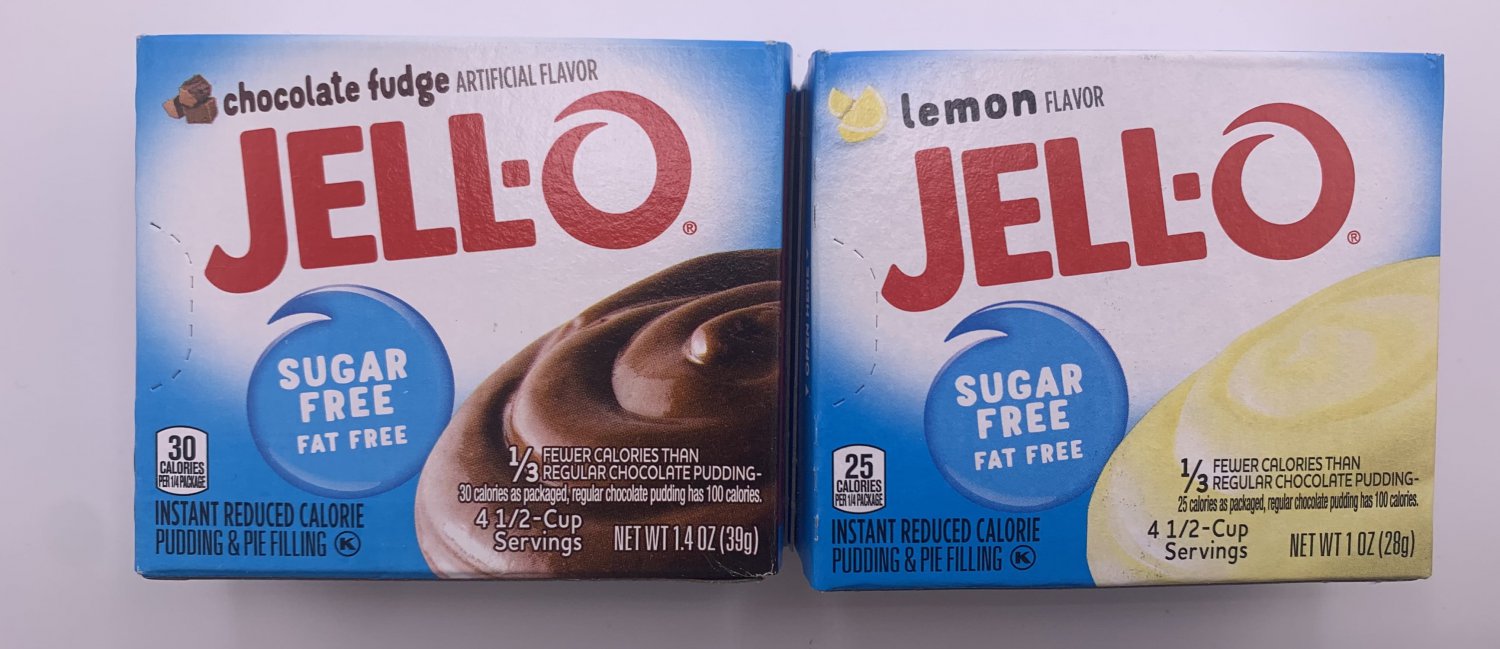 chocolate fudge ARTIFICIAL FLAVOR
JELL-O®
SUGAR
FREE
FAT FREE
30
CALORIES
PER 1/4 PACKAGE
1/3 FEWER CALORIES THAN
REGULAR CHOCOLATE PUDDING-
30 calories as packaged, regular chocolate pudding has 100 calories.
INSTANT REDUCED CALORIE
PUDDING & PIE FILLING K
4 1/2-Cup
Servings
NET WT 1.4 OZ (39g)
lemon FLAVOR
JELL-O®
SUGAR
FREE
FAT FREE
25
CALORIES
PER 1/4 PACKAGE
1/3 FEWER CALORIES THAN
REGULAR CHOCOLATE PUDDING-
25 calories as packaged, regular chocolate pudding has 100 calories.
INSTANT REDUCED CALORIE
PUDDING & PIE FILLING K
4 1/2-Cup
Servings
NET WT 1 OZ (28g)